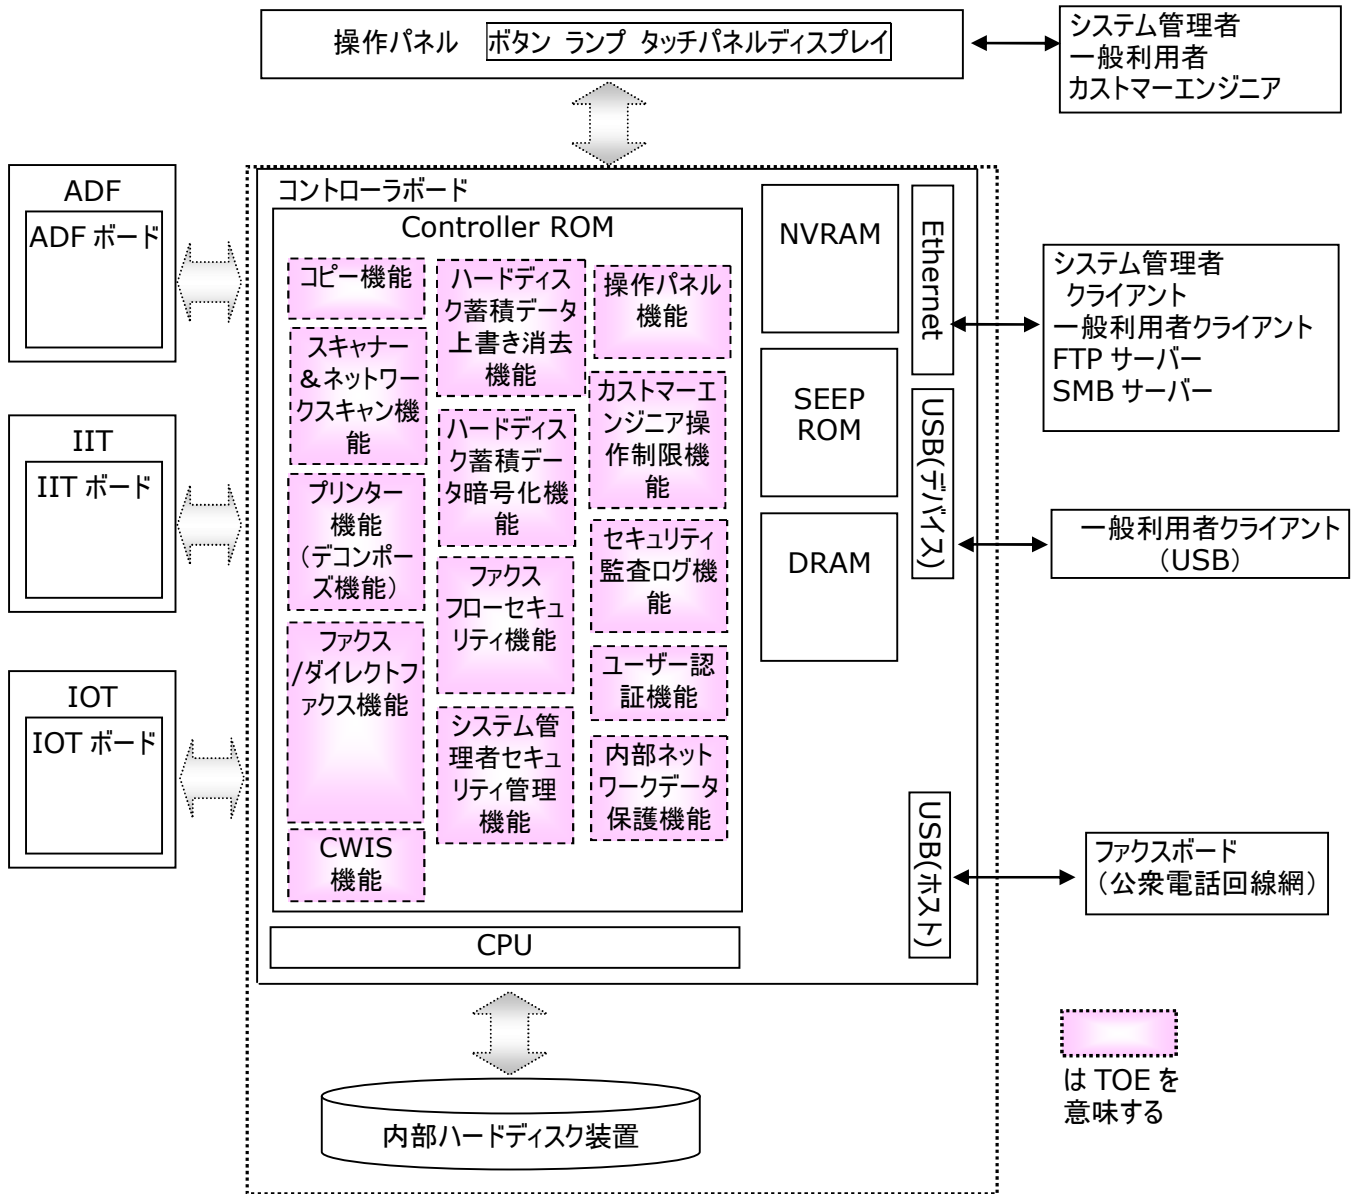 操作パネル ボタン ランプ タッチパネルディスプレイ
システム管理者
一般利用者
カストマーエンジニア
ADF
ADF ボード
IIT
IIT ボード
IOT
IOT ボード
コントローラボード
Controller ROM
コピー機能
スキャナー
&ネットワー
クスキャン機
能
プリンター
機能
(デコンポー
ズ機能)
ファクス
/ダイレクトフ
ァクス機能
CWIS
機能
ハードディス
ク蓄積データ
上書き消去
機能
ハードディス
ク蓄積デー
タ暗号化機
能
ファクス
フローセキュ
リティ機能
システム管
理者セキュ
リティ管理
機能
操作パネル
機能
カストマーエ
ンジニア操
作制限機
能
セキュリティ
監査ログ機
能
ユーザー認
証機能
内部ネット
ワークデータ
保護機能
CPU
NVRAM
SEEP
ROM
DRAM
Ethernet
USB(デバイス)
USB(ホスト)
システム管理者
クライアント
一般利用者クライアント
FTP サーバー
SMB サーバー
一般利用者クライアント
(USB)
ファクスボード
(公衆電話回線網)
内部ハードディスク装置
は TOE を
意味する